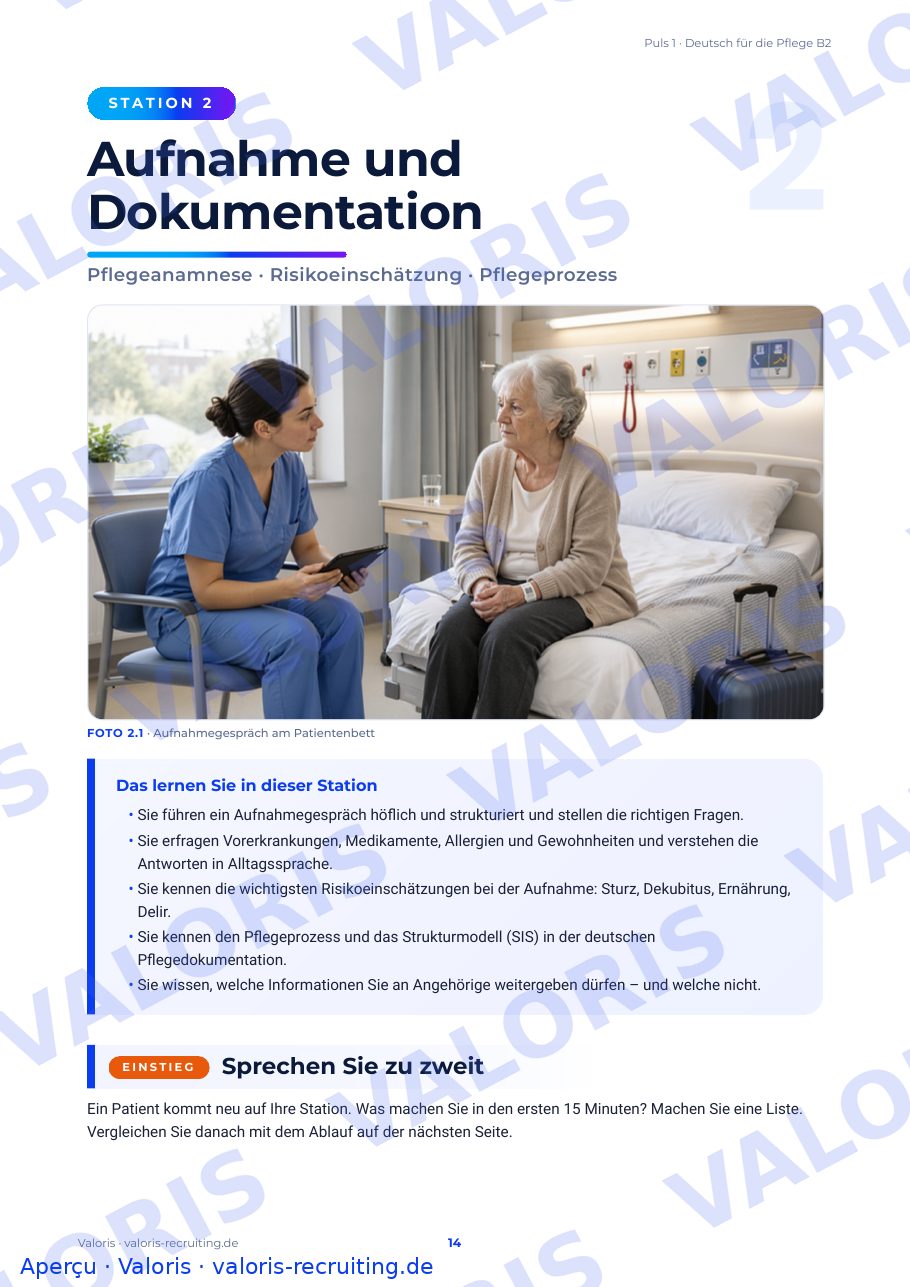 Puls 1 · Deutsch für die Pflege B2
STATION 2
2
Aufnahme und
Dokumentation
Pflegeanamnese · Risikoeinschätzung · Pflegeprozess
FOTO 2.1 · Aufnahmegespräch am Patientenbett
Das lernen Sie in dieser Station
• Sie führen ein Aufnahmegespräch höflich und strukturiert und stellen die richtigen Fragen.
• Sie erfragen Vorerkrankungen, Medikamente, Allergien und Gewohnheiten und verstehen die
Antworten in Alltagssprache.
• Sie kennen die wichtigsten Risikoeinschätzungen bei der Aufnahme: Sturz, Dekubitus, Ernährung,
Delir.
• Sie kennen den Pflegeprozess und das Strukturmodell (SIS) in der deutschen
Pflegedokumentation.
• Sie wissen, welche Informationen Sie an Angehörige weitergeben dürfen – und welche nicht.
EINSTIEG Sprechen Sie zu zweit
Ein Patient kommt neu auf Ihre Station. Was machen Sie in den ersten 15 Minuten? Machen Sie eine Liste.
Vergleichen Sie danach mit dem Ablauf auf der nächsten Seite.
Valoris · valoris-recruiting.de 14
Aperçu · Valoris · valoris-recruiting.de
VALORIS